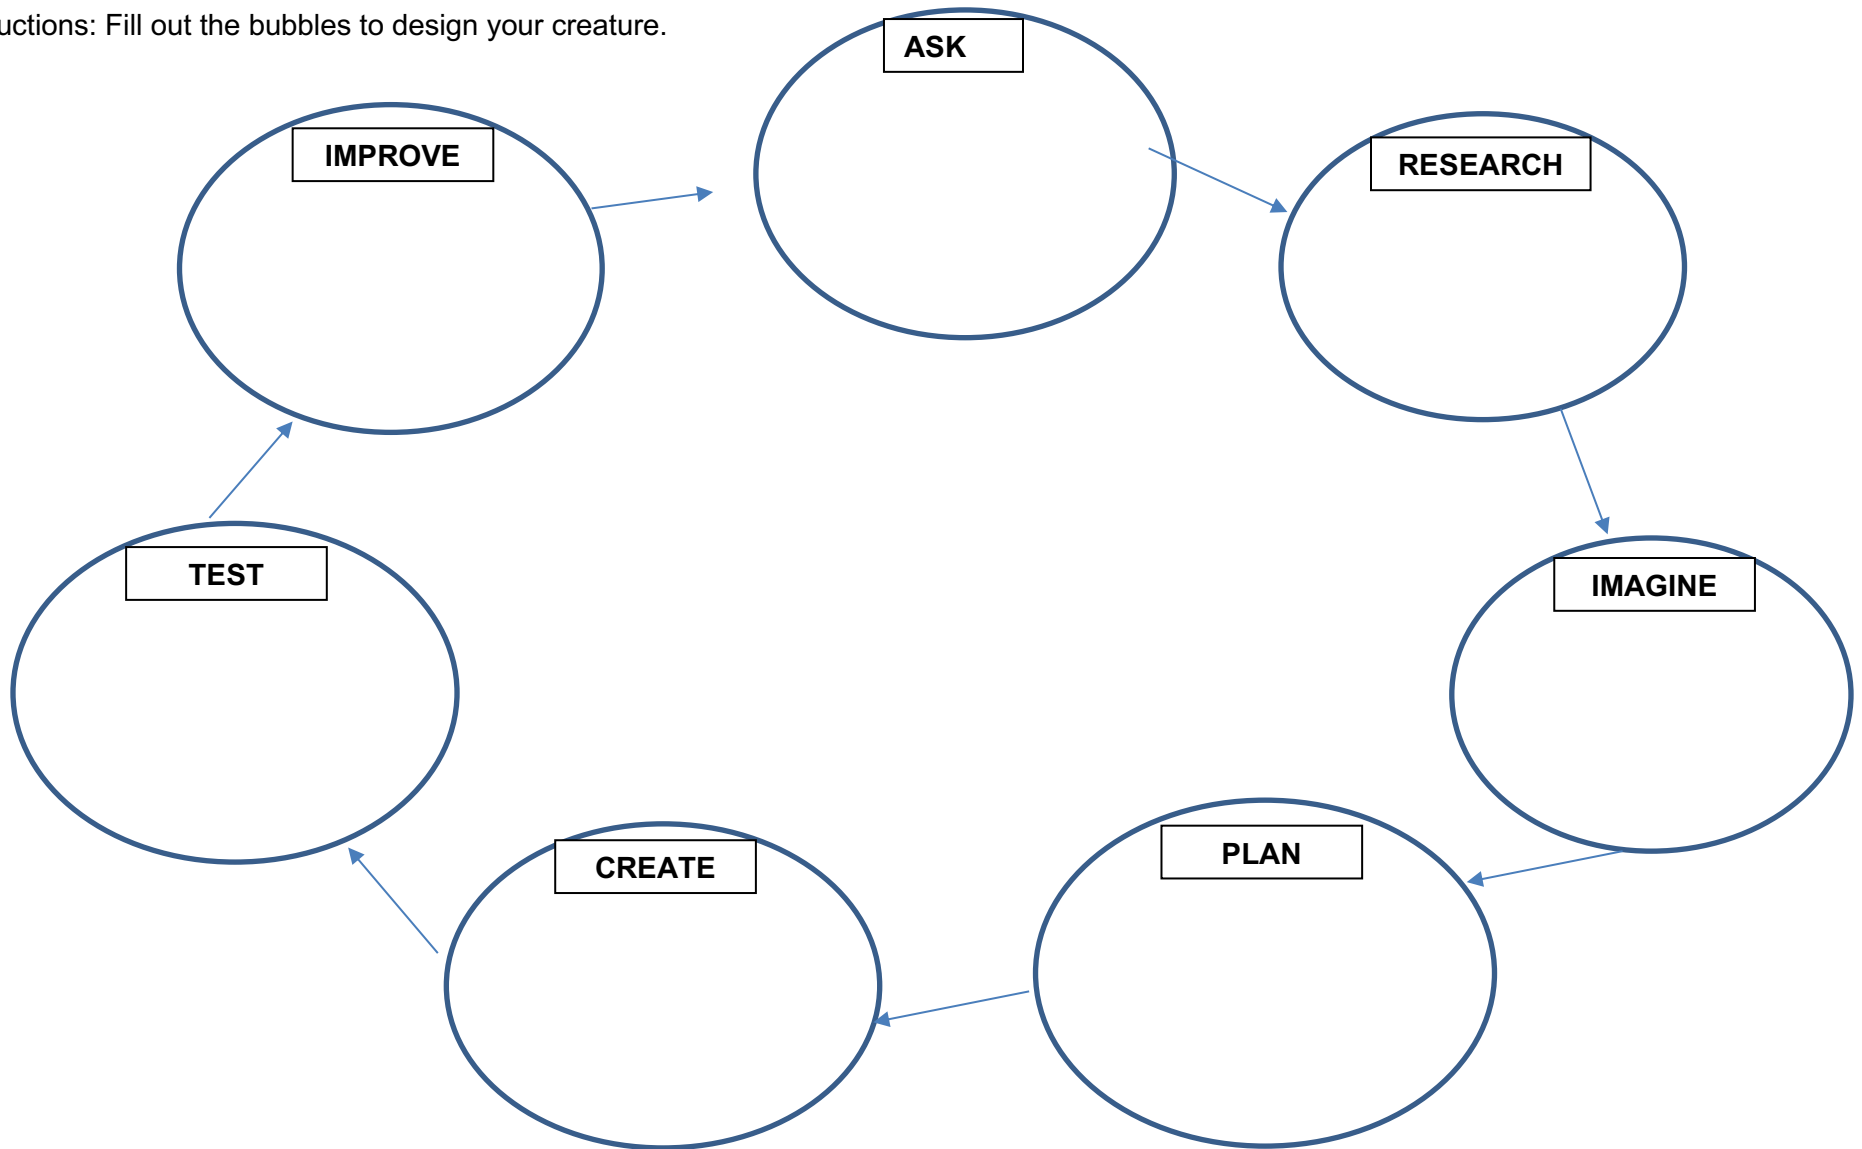 uctions: Fill out the bubbles to design your creature.
ASK
IMPROVE
RESEARCH
TEST
IMAGINE
CREATE
PLAN